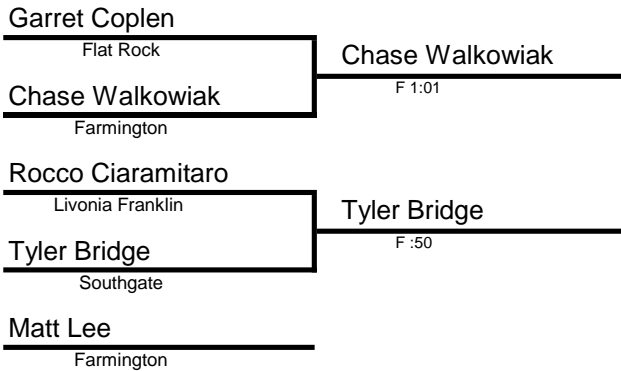 Garret Coplen
Flat Rock
Chase Walkowiak
F 1:01
Chase Walkowiak
Farmington
Rocco Ciaramitaro
Livonia Franklin
Tyler Bridge
F :50
Tyler Bridge
Southgate
Matt Lee
Farmington